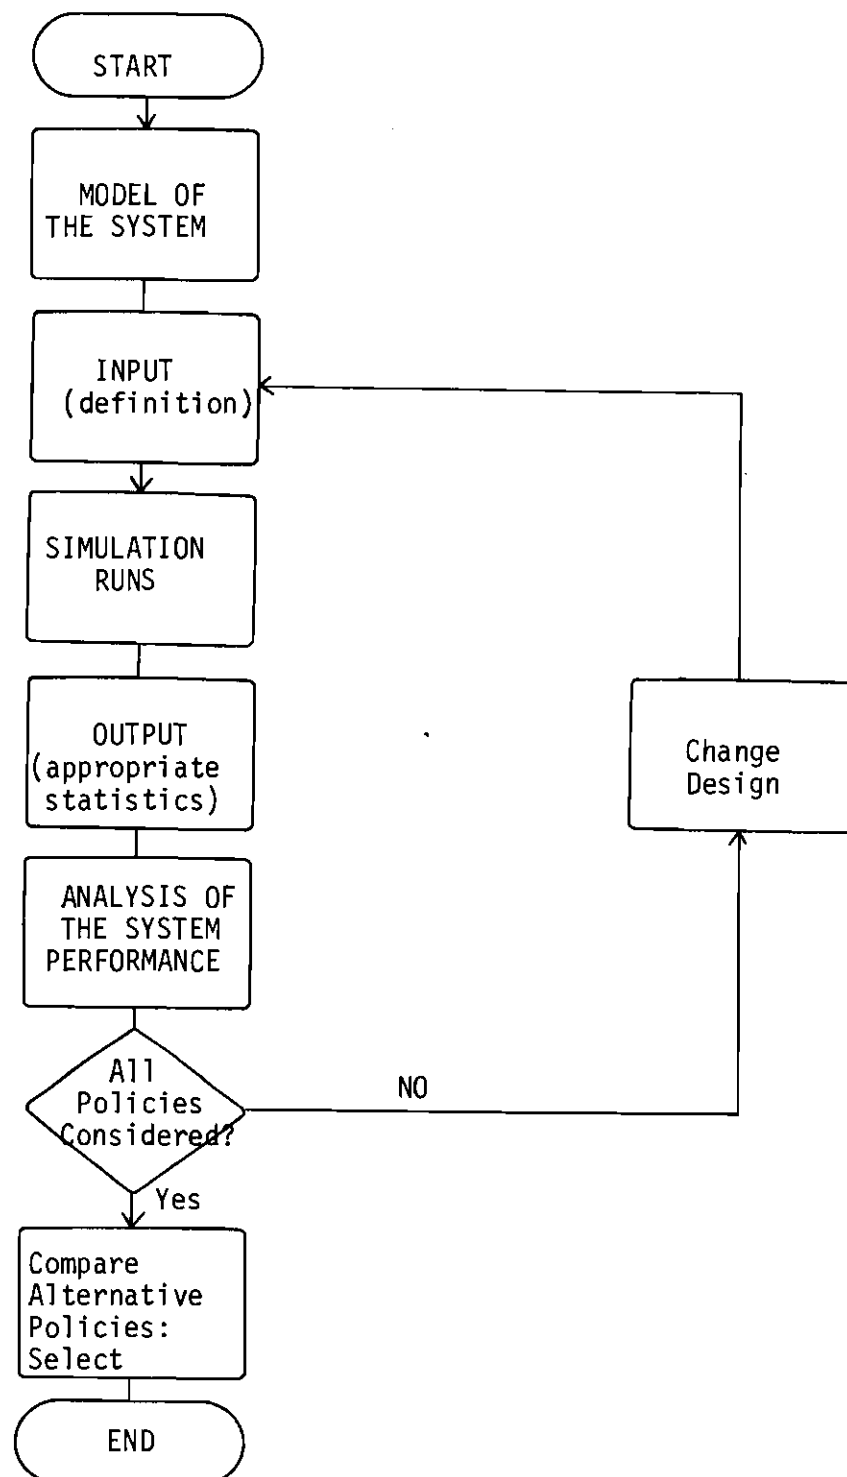 START
MODEL OF
THE SYSTEM
INPUT
(definition)
SIMULATION
RUNS
OUTPUT
(appropriate
statistics)
ANALYSIS OF
THE SYSTEM
PERFORMANCE
All
Policies
Considered?
NO
Change
Design
Yes
Compare
Alternative
Policies:
Select
END